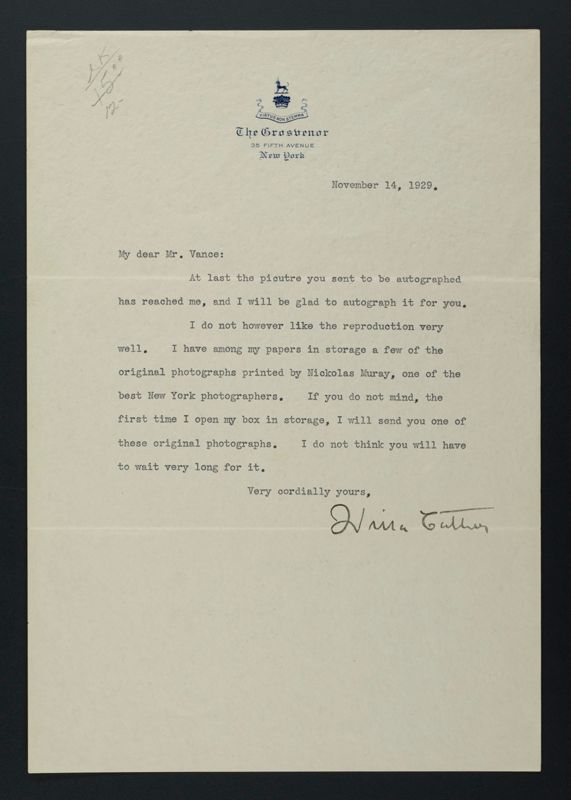 VIRTUS NON STEMMA
The Grosvenor
35 FIFTH AVENUE
New York
November 14, 1929.
My dear Mr. Vance:
At last the picutre you sent to be autographed
has reached me, and I will be glad to autograph it for you.
I do not however like the reproduction very
well. I have among my papers in storage a few of the
original photographs printed by Nickolas Muray, one of the
best New York photographers. If you do not mind, the
first time I open my box in storage, I will send you one of
these original photographs. I do not think you will have
to wait very long for it.
Very cordially yours,
Willa Cather